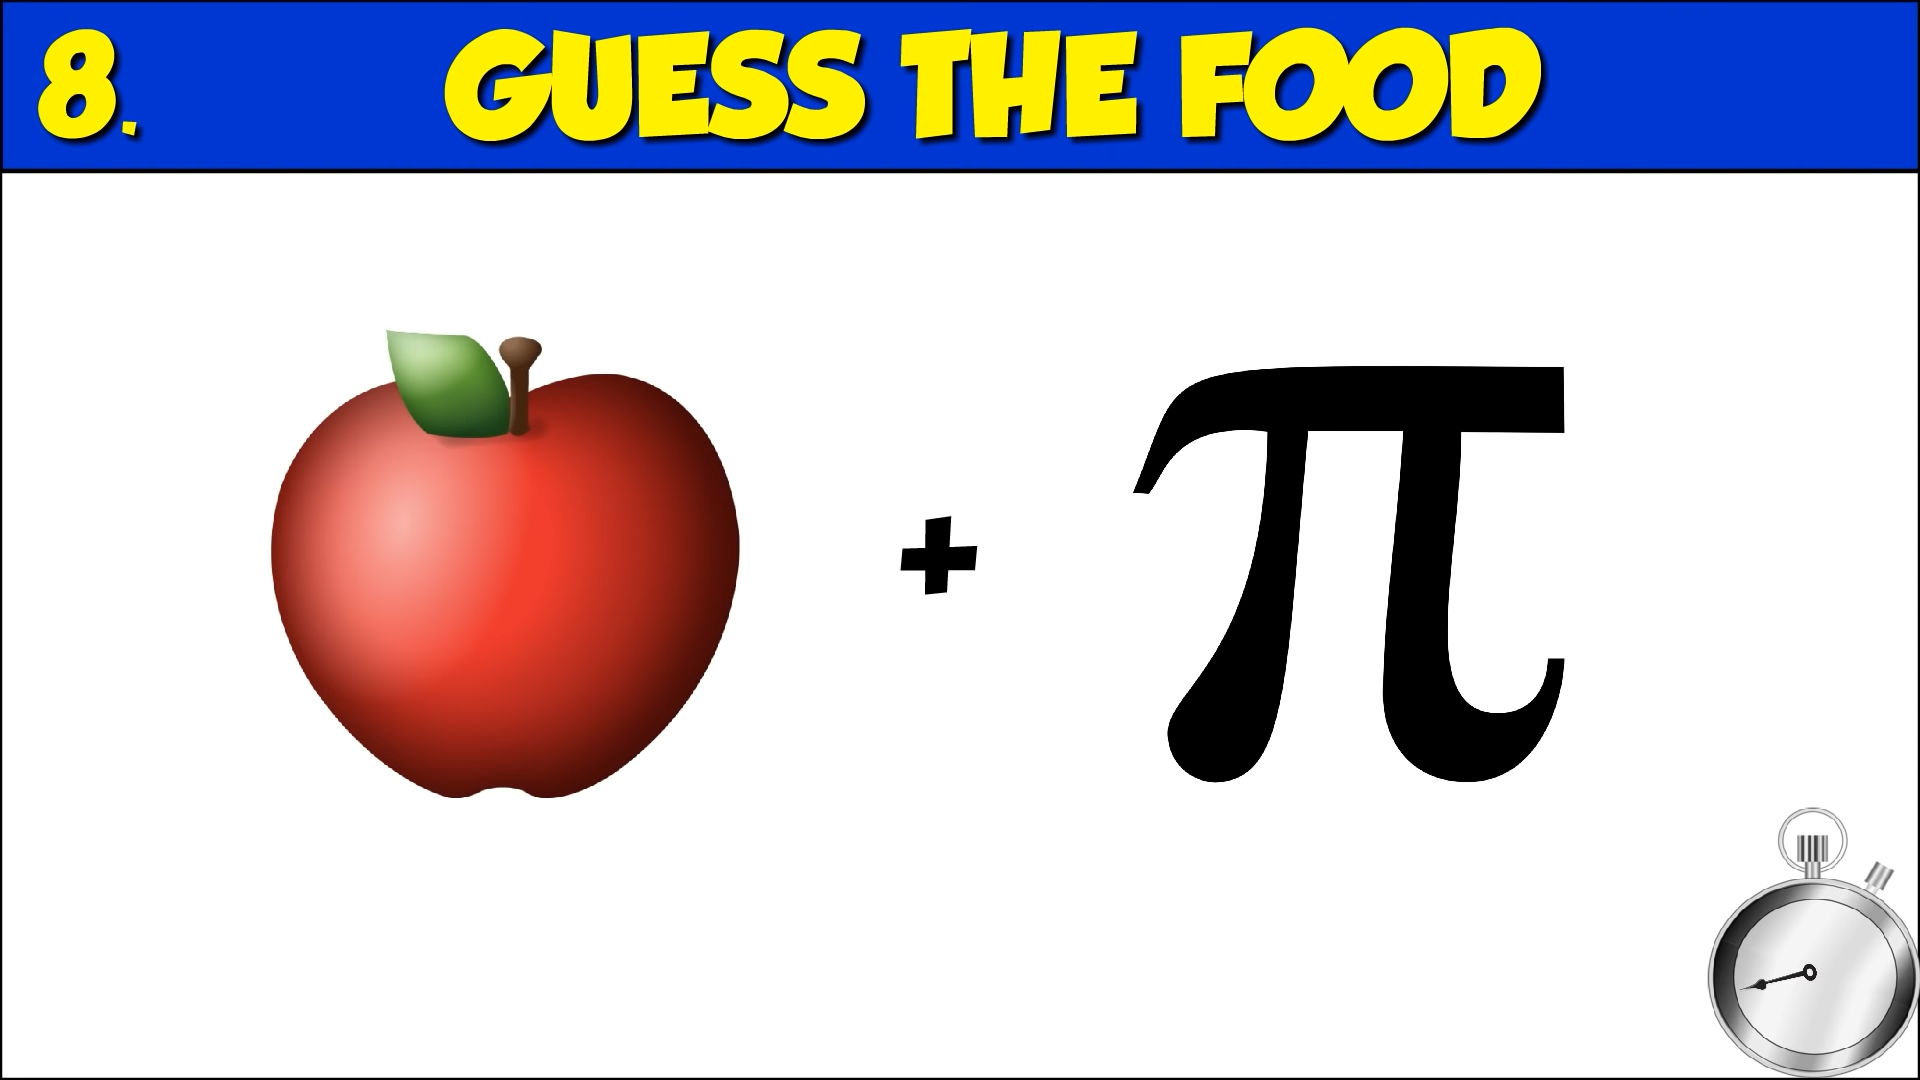 8. GUESS THE FOOD
+ π